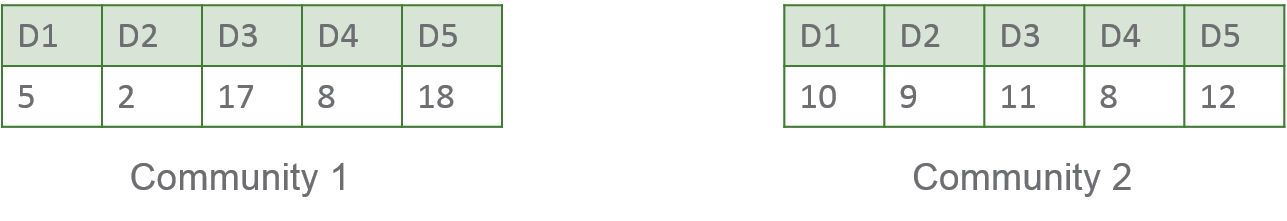 D1 D2 D3 D4 D5
5 2 17 8 18
Community 1
D1 D2 D3 D4 D5
10 9 11 8 12
Community 2